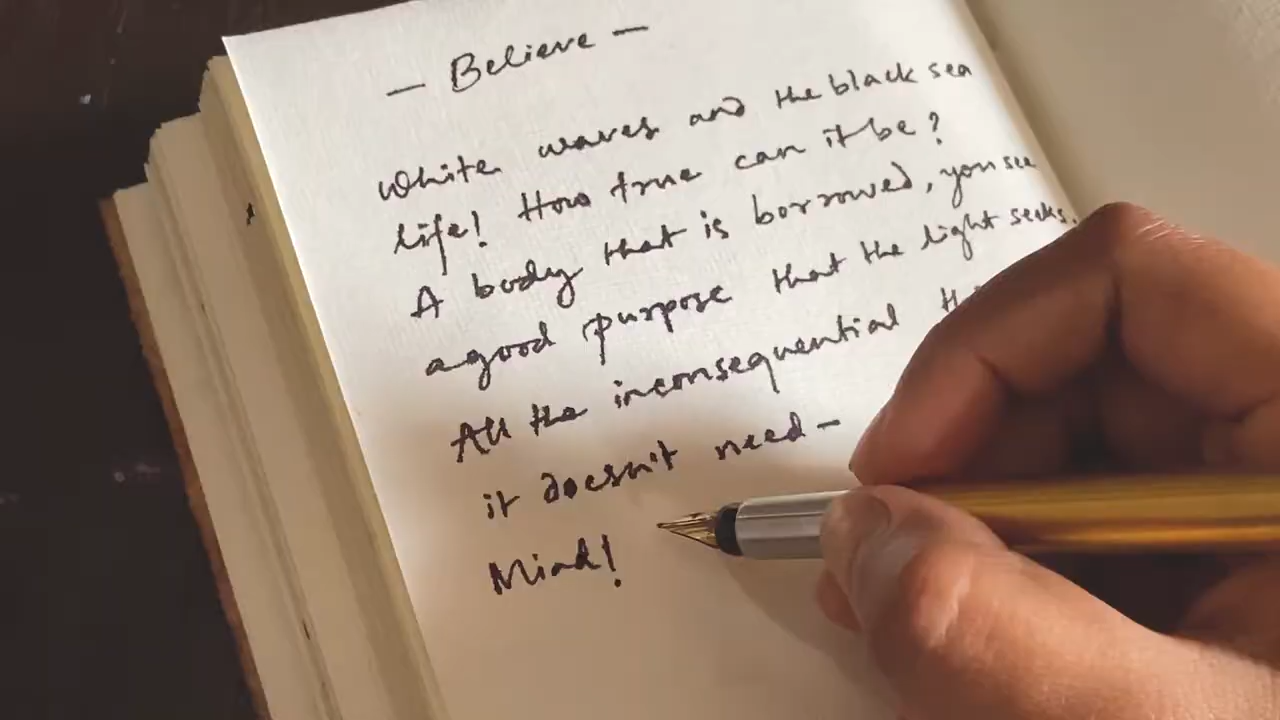 — Believe —
White waves and the black sea
life! How true can it be?
A body that is borrowed, you see
a good purpose that the light seeks.
All the inconsequential
it doesn't need—
Mind!